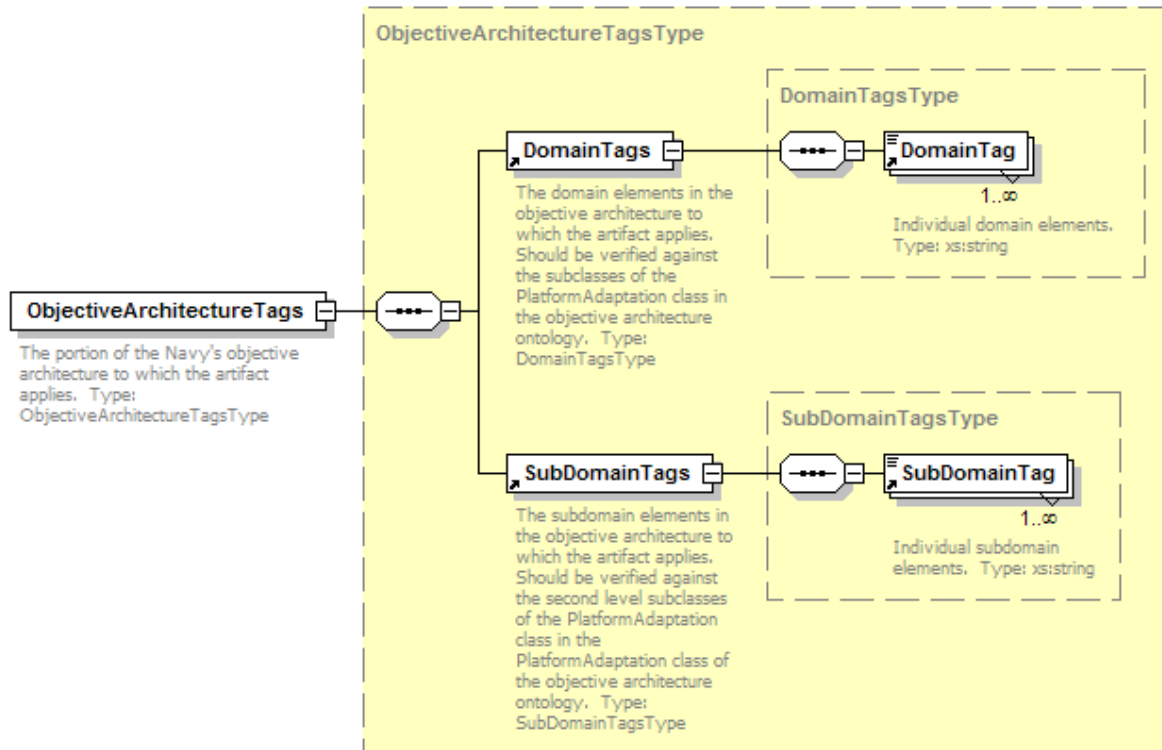 ObjectiveArchitectureTagsType
DomainTagsType
DomainTags
DomainTag
1..∞
The domain elements in the
objective architecture to
which the artifact applies.
Should be verified against
the subclasses of the
PlatformAdaptation class in
the objective architecture
ontology.  Type:
DomainTagsType
Individual domain elements.
Type: xs:string
ObjectiveArchitectureTags
The portion of the Navy's objective
architecture to which the artifact
applies.  Type:
ObjectiveArchitectureTagsType
SubDomainTagsType
SubDomainTags
SubDomainTag
1..∞
The subdomain elements in
the objective architecture to
which the artifact applies.
Should be verified against
the second level subclasses
of the PlatformAdaptation
class in the
PlatformAdaptation class of
the objective architecture
ontology.  Type:
SubDomainTagsType
Individual subdomain
elements.  Type: xs:string